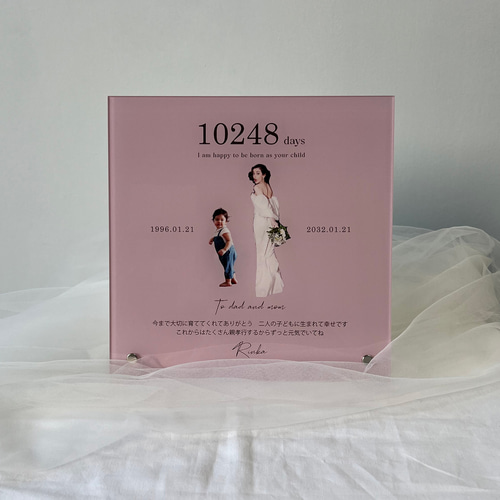 10248 days
I am happy to be born as your child
1996.01.21
2032.01.21
To dad and mom
今まで大切に育ててくれてありがとう　二人の子どもに生まれて幸せです
これからはたくさん親孝行するからずっと元気でいてね
Rinka